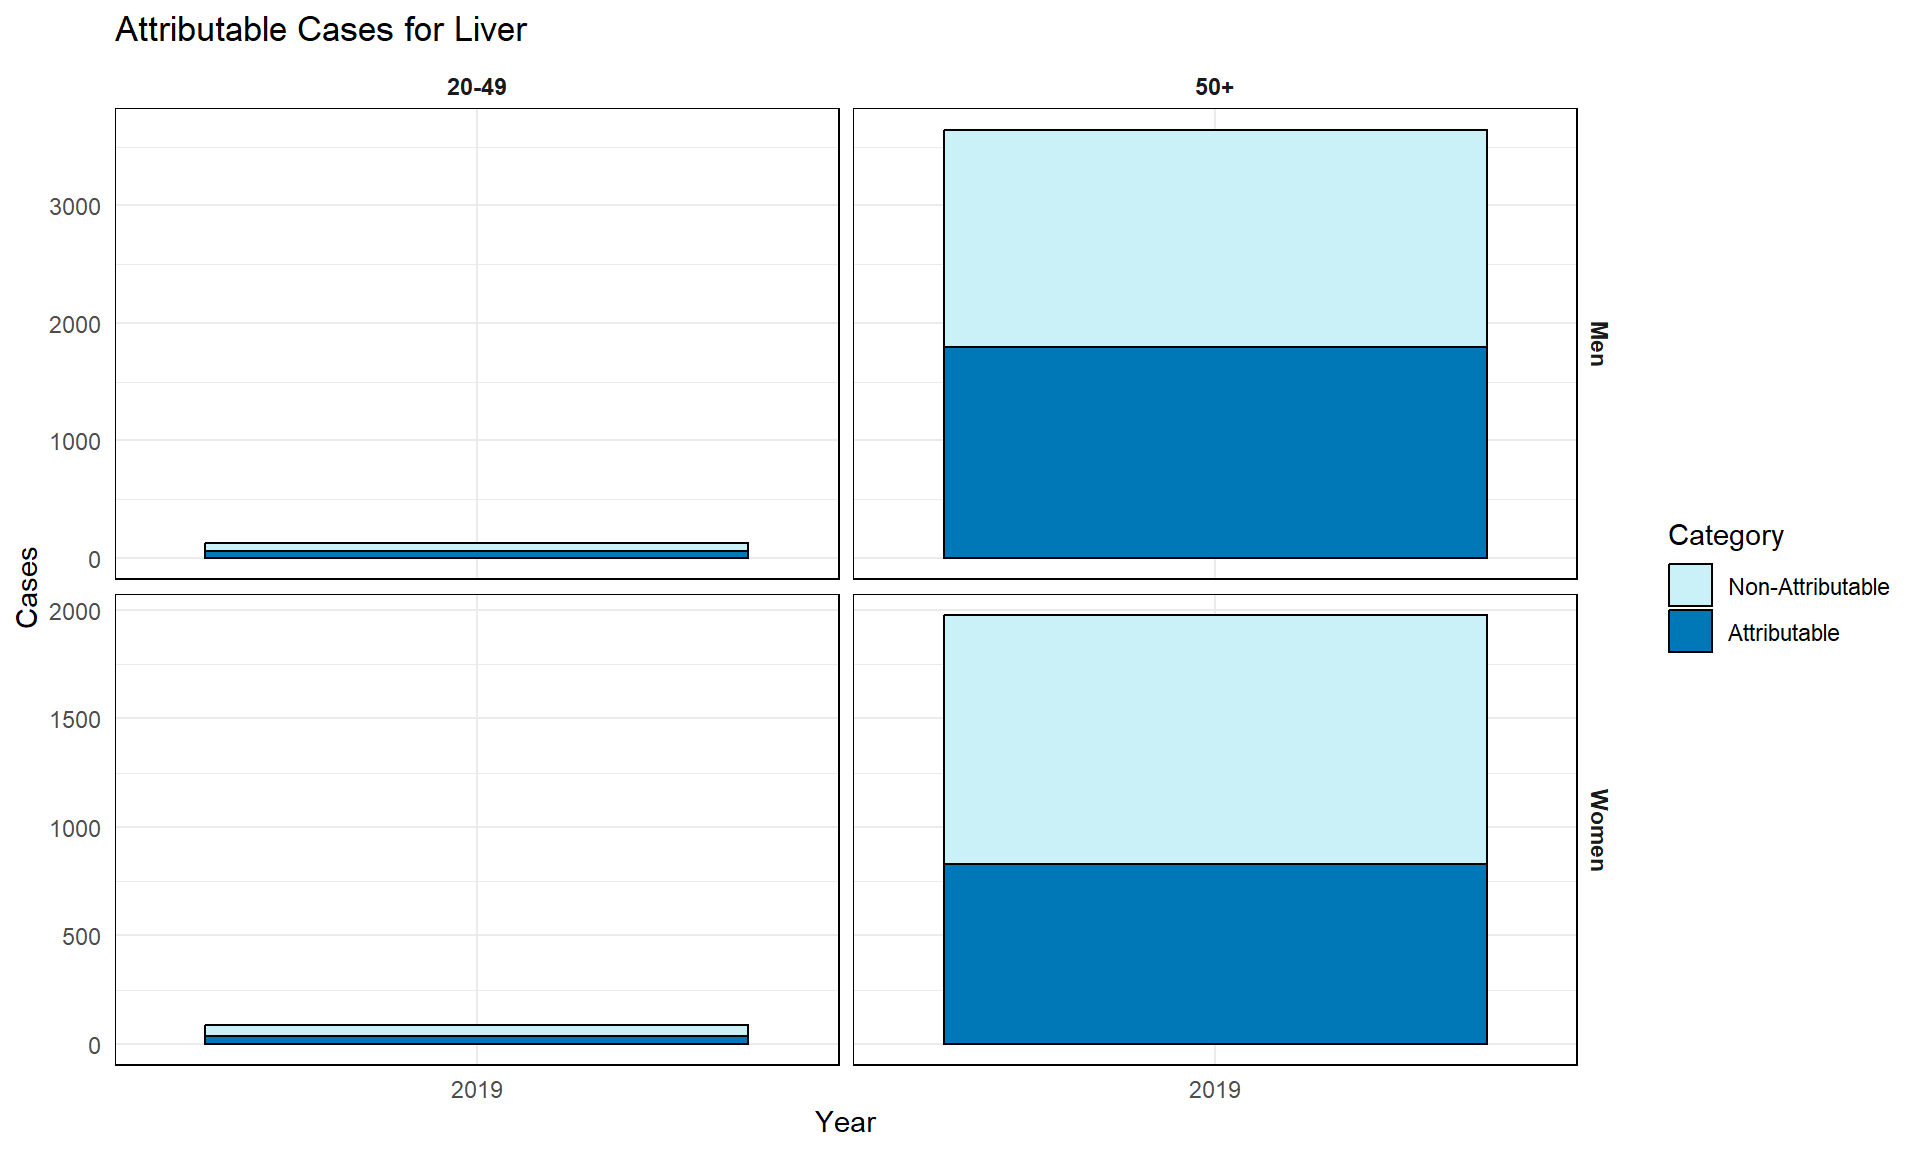 Attributable Cases for Liver
20-49
50+
3000
2000
1000
0
Men
2000
1500
1000
500
0
Women
Cases
2019
2019
Year
Category
Non-Attributable
Attributable